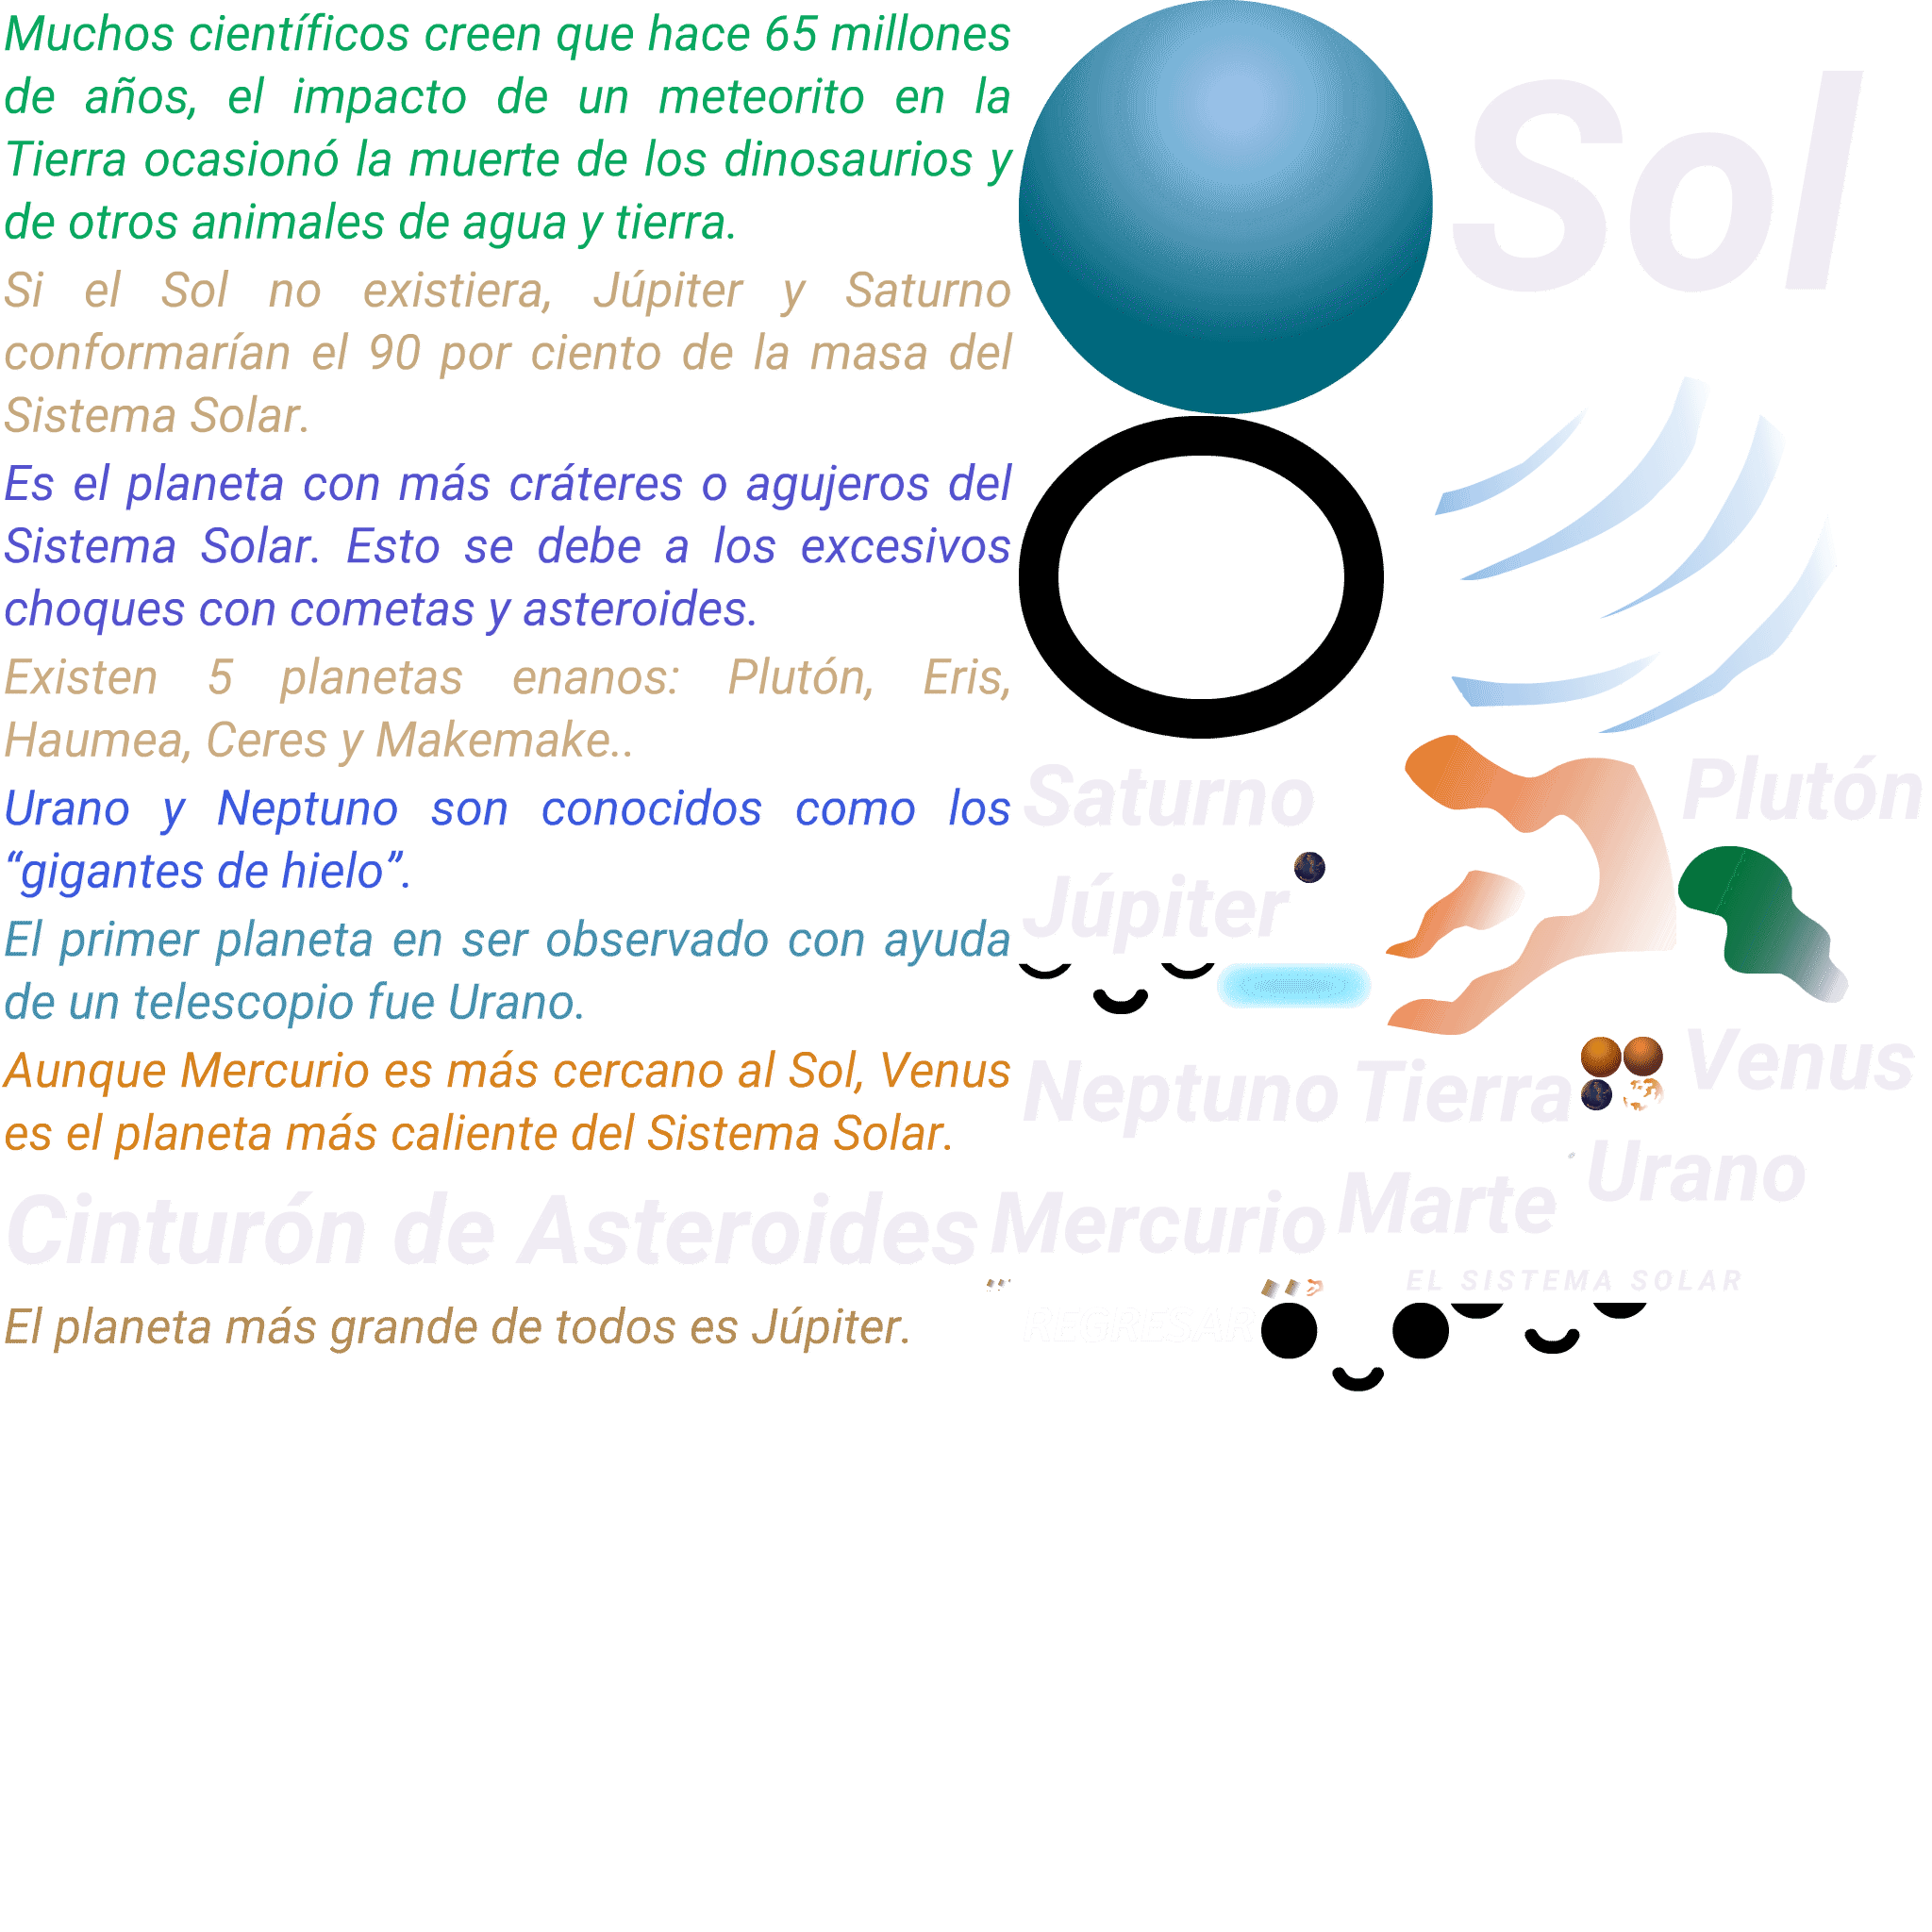 Muchos científicos creen que hace 65 millones
de años, el impacto de un meteorito en la
Tierra ocasionó la muerte de los dinosaurios y
de otros animales de agua y tierra.
Si el Sol no existiera, Júpiter y Saturno
conformarían el 90 por ciento de la masa del
Sistema Solar.
Es el planeta con más cráteres o agujeros del
Sistema Solar. Esto se debe a los excesivos
choques con cometas y asteroides.
Existen 5 planetas enanos: Plutón, Eris,
Haumea, Ceres y Makemake..
Urano y Neptuno son conocidos como los
“gigantes de hielo”.
El primer planeta en ser observado con ayuda
de un telescopio fue Urano.
Aunque Mercurio es más cercano al Sol, Venus
es el planeta más caliente del Sistema Solar.
Cinturón de Asteroides
El planeta más grande de todos es Júpiter.
Sol
Saturno
Plutón
Júpiter
Neptuno
Tierra
Venus
Mercurio
Marte
Urano
EL SISTEMA SOLAR
REGRESAR